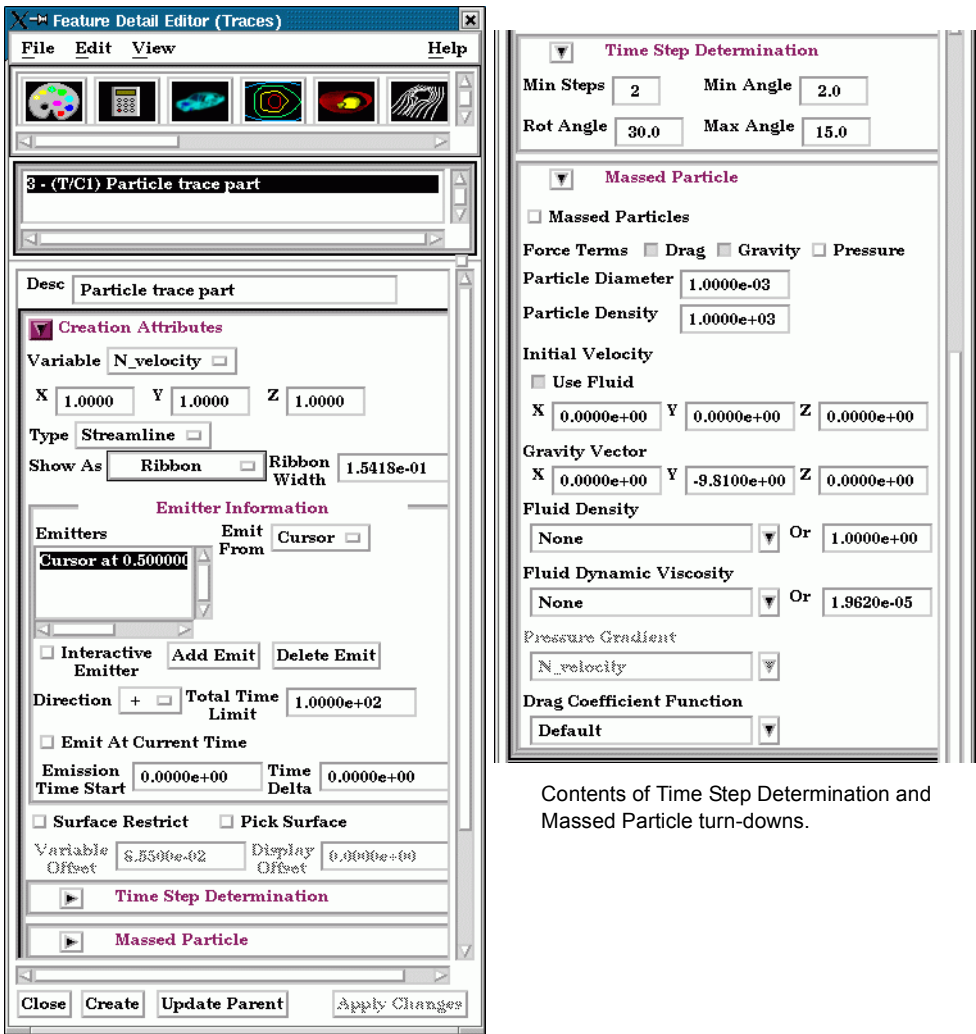 Feature Detail Editor (Traces)
File Edit View Help
3 - (T/C1) Particle trace part
Desc Particle trace part
Creation Attributes
Variable N_velocity
X 1.0000 Y 1.0000 Z 1.0000
Type Streamline
Show As Ribbon Ribbon Width 1.5418e-01
Emitter Information
Emitters Emit From Cursor
Cursor at 0.500000
Interactive Emitter Add Emit Delete Emit
Direction + Total Time Limit 1.0000e+02
Emit At Current Time
Emission Time Start 0.0000e+00 Time Delta 0.0000e+00
Surface Restrict Pick Surface
Variable Offset 8.5500e-02 Display Offset 0.0000e+00
Time Step Determination
Massed Particle
Close Create Update Parent Apply Changes
Time Step Determination
Min Steps 2 Min Angle 2.0
Rot Angle 30.0 Max Angle 15.0
Massed Particle
Massed Particles
Force Terms Drag Gravity Pressure
Particle Diameter 1.0000e-03
Particle Density 1.0000e+03
Initial Velocity
Use Fluid
X 0.0000e+00 Y 0.0000e+00 Z 0.0000e+00
Gravity Vector
X 0.0000e+00 Y -9.8100e+00 Z 0.0000e+00
Fluid Density
None Or 1.0000e+00
Fluid Dynamic Viscosity
None Or 1.9620e-05
Pressure Gradient
N_velocity
Drag Coefficient Function
Default
Contents of Time Step Determination and
Massed Particle turn-downs.